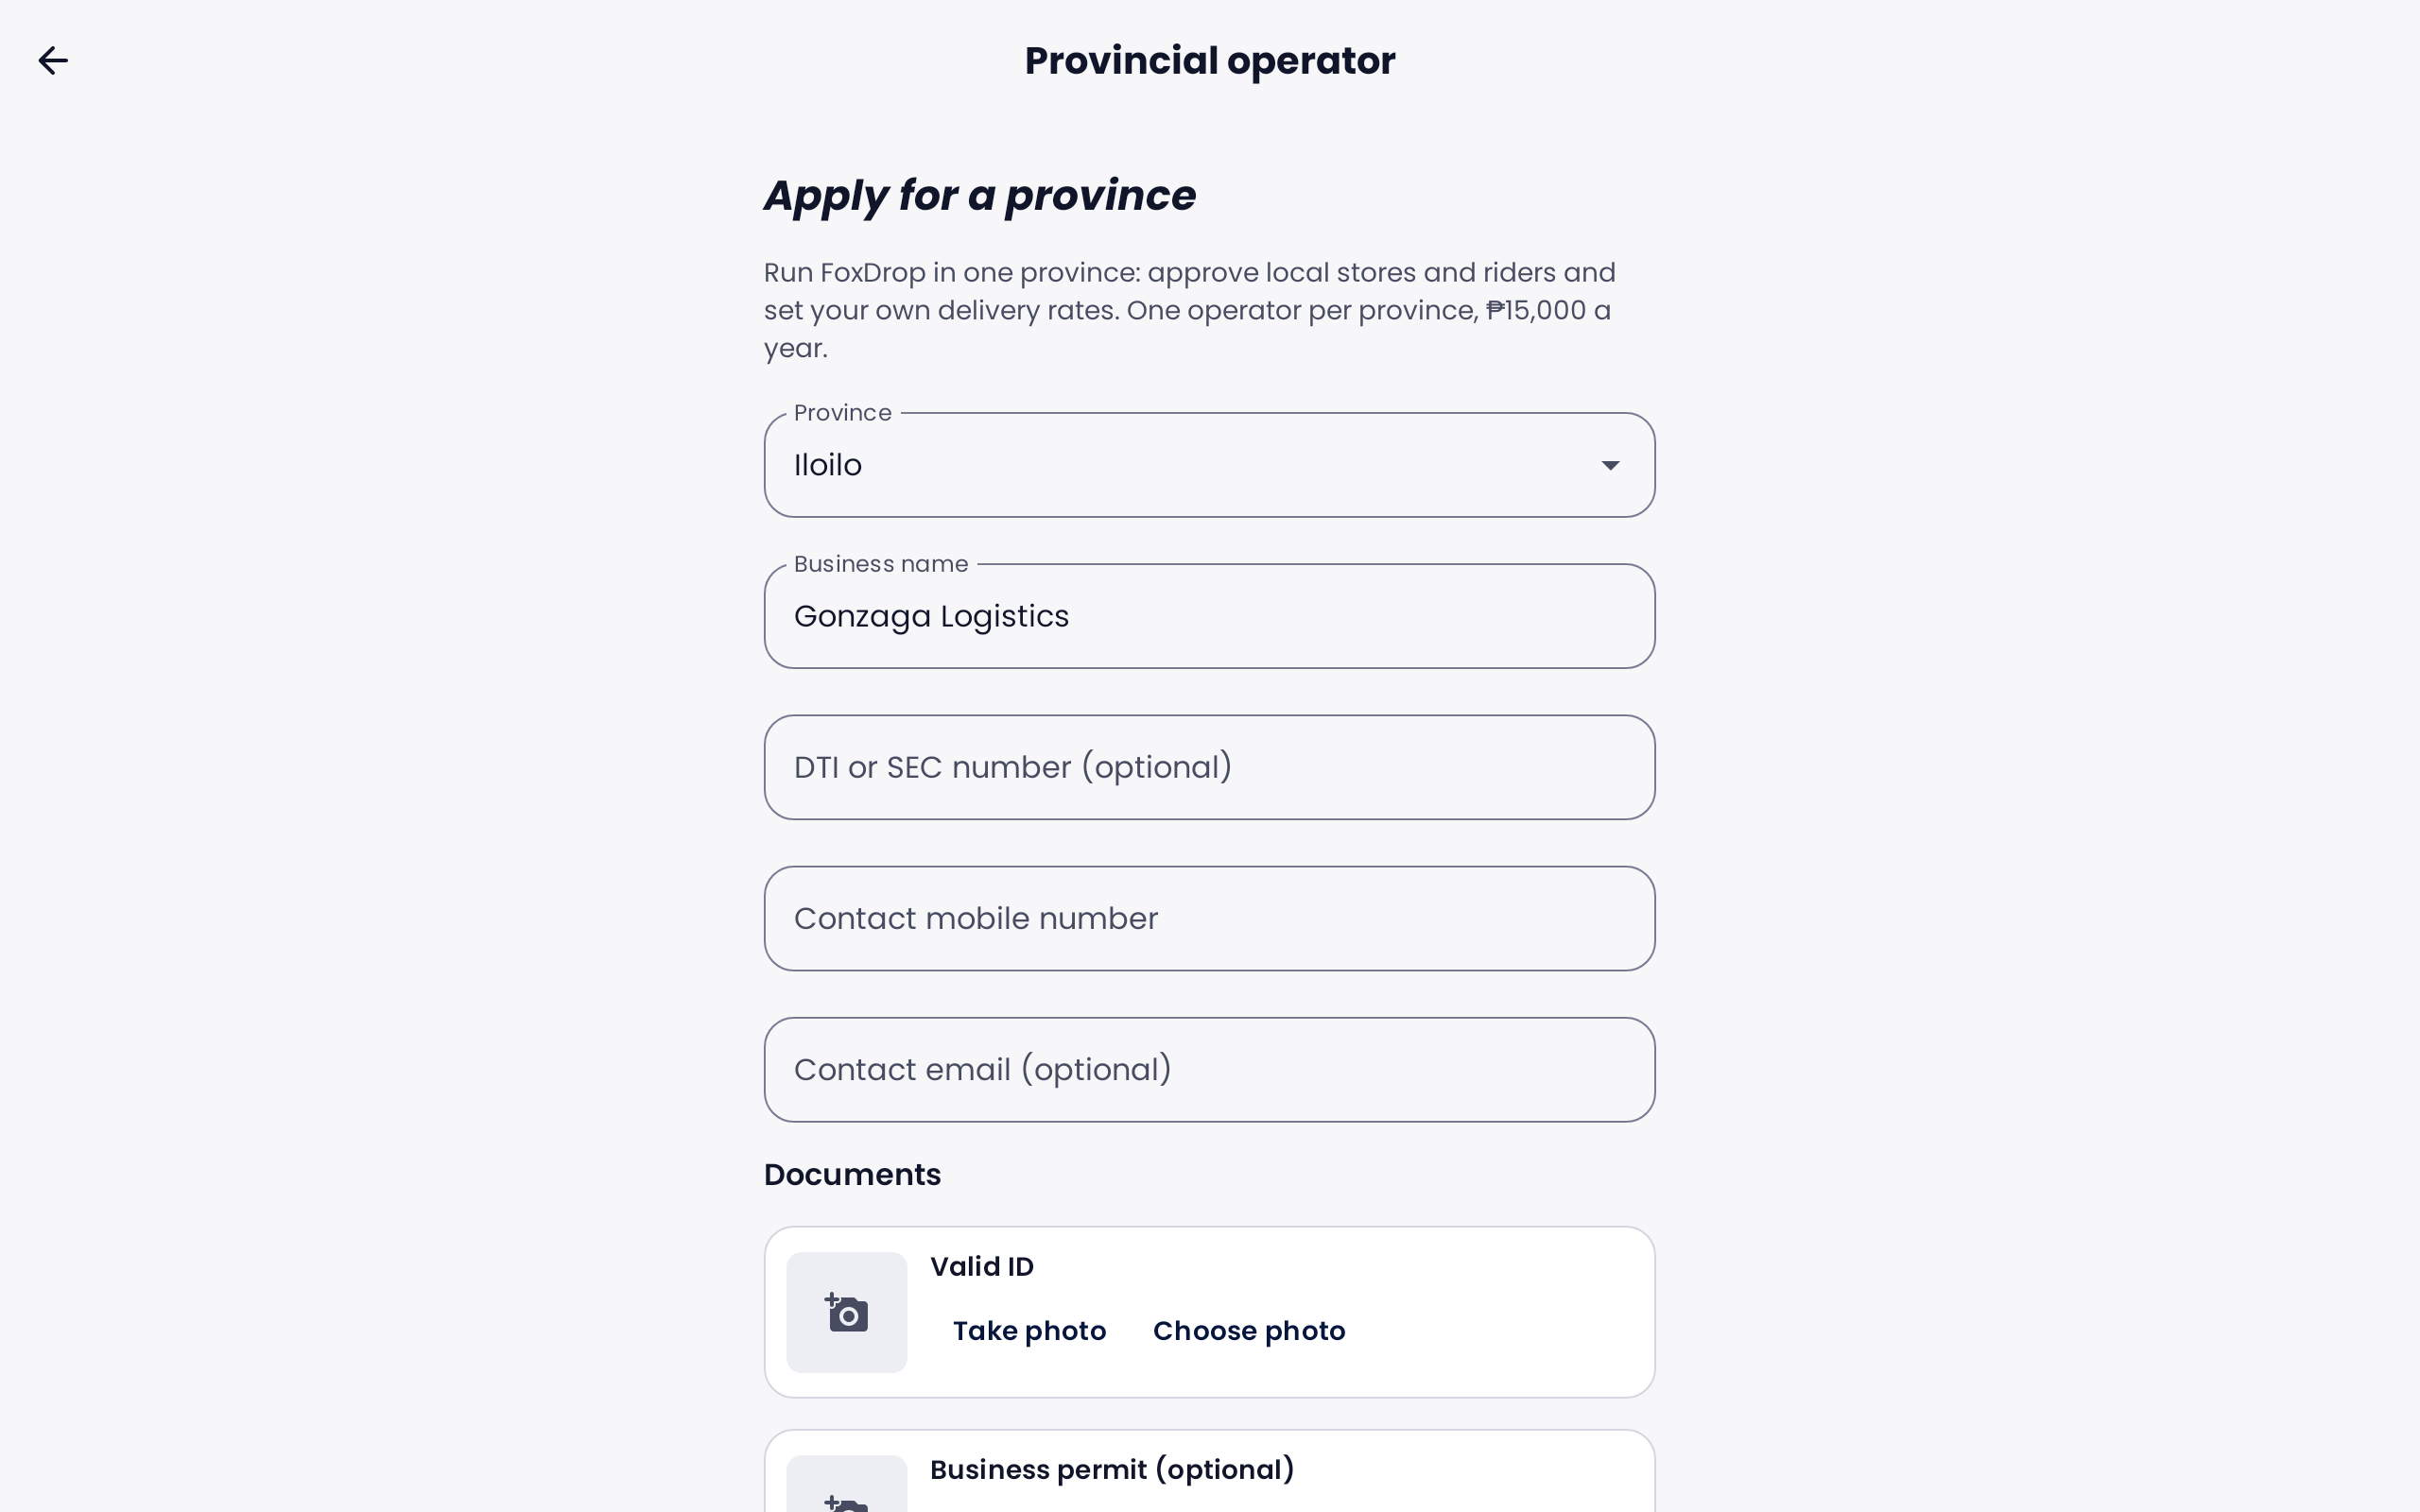 Provincial operator
Apply for a province
Run FoxDrop in one province: approve local stores and riders and
set your own delivery rates. One operator per province, ₱15,000 a
year.
Province
Iloilo
Business name
Gonzaga Logistics
DTI or SEC number (optional)
Contact mobile number
Contact email (optional)
Documents
Valid ID
Take photo Choose photo
Business permit (optional)